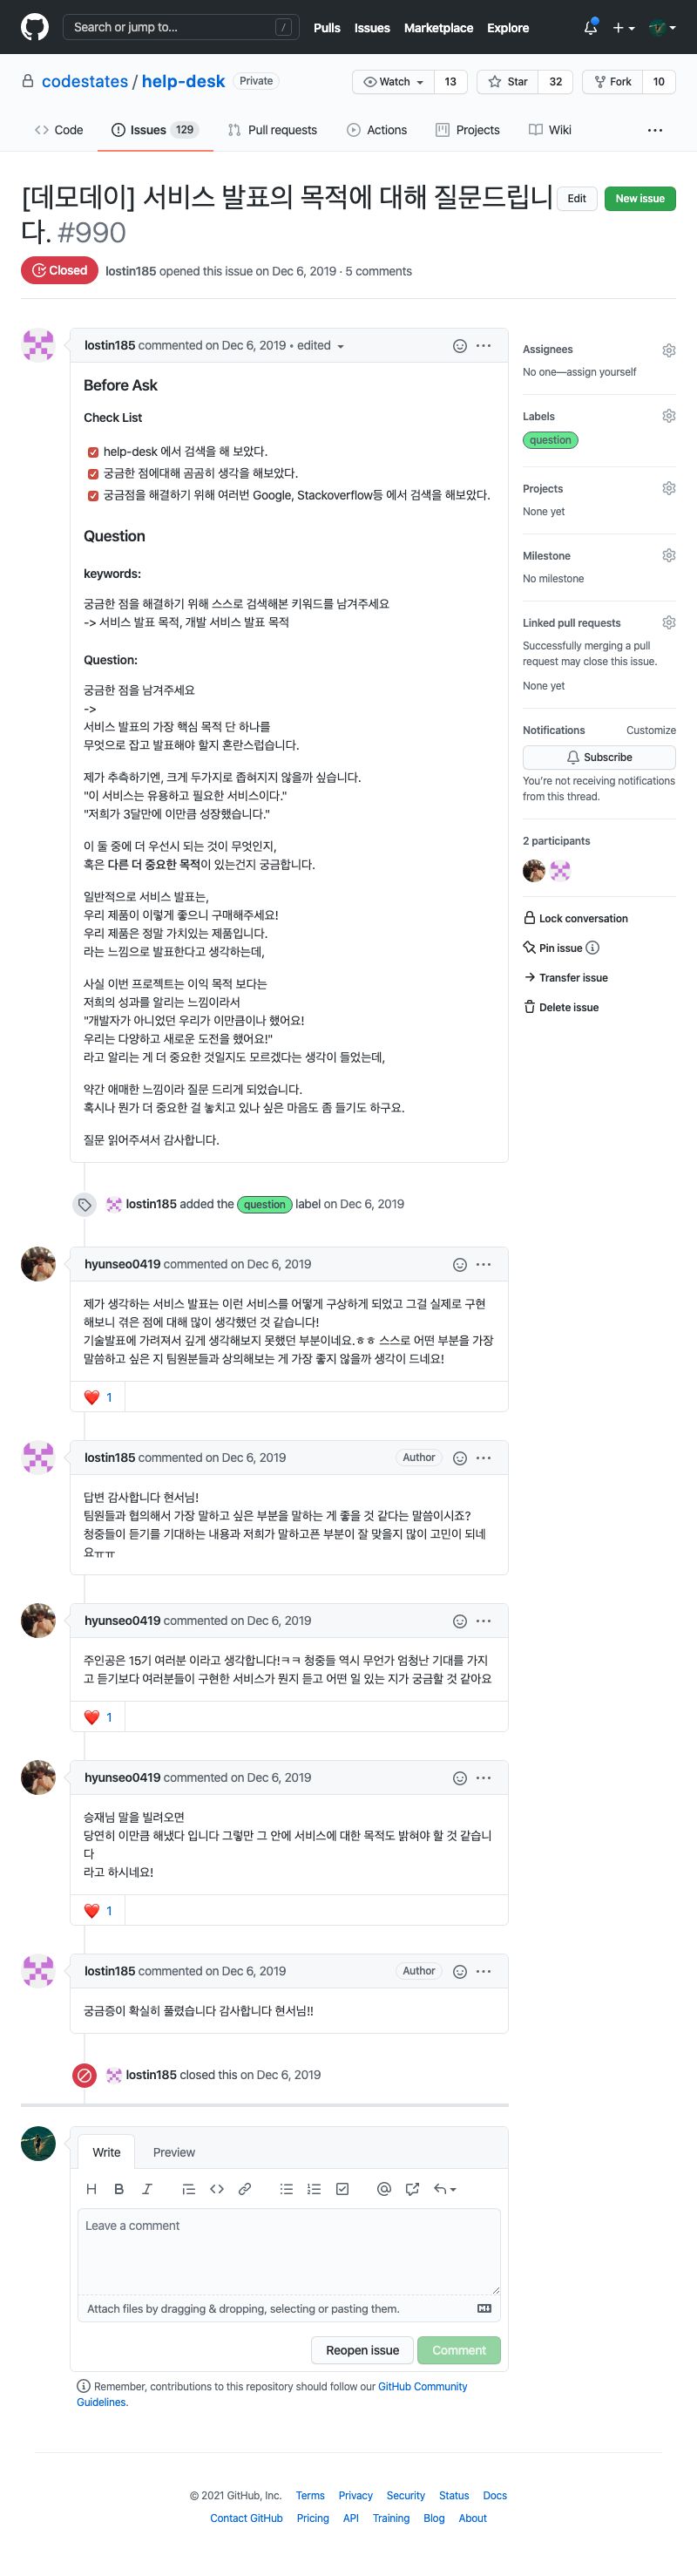 Search or jump to... /
Pulls Issues Marketplace Explore
codestates / help-desk Private
Watch 13 Star 32 Fork 10
Code Issues 129 Pull requests Actions Projects Wiki
[데모데이] 서비스 발표의 목적에 대해 질문드립니
다. #990
Edit New issue
Closed lostin185 opened this issue on Dec 6, 2019 · 5 comments
lostin185 commented on Dec 6, 2019 • edited
Before Ask
Check List
help-desk 에서 검색을 해 보았다.
궁금한 점에대해 곰곰히 생각을 해보았다.
궁금점을 해결하기 위해 여러번 Google, Stackoverflow등 에서 검색을 해보았다.
Question
keywords:
궁금한 점을 해결하기 위해 스스로 검색해본 키워드를 남겨주세요
-> 서비스 발표 목적, 개발 서비스 발표 목적
Question:
궁금한 점을 남겨주세요
->
서비스 발표의 가장 핵심 목적 단 하나를
무엇으로 잡고 발표해야 할지 혼란스럽습니다.
제가 추측하기엔, 크게 두가지로 좁혀지지 않을까 싶습니다.
"이 서비스는 유용하고 필요한 서비스이다."
"저희가 3달만에 이만큼 성장했습니다."
이 둘 중에 더 우선시 되는 것이 무엇인지,
혹은 다른 더 중요한 목적이 있는건지 궁금합니다.
일반적으로 서비스 발표는,
우리 제품이 이렇게 좋으니 구매해주세요!
우리 제품은 정말 가치있는 제품입니다.
라는 느낌으로 발표한다고 생각하는데,
사실 이번 프로젝트는 이익 목적 보다는
저희의 성과를 알리는 느낌이라서
"개발자가 아니었던 우리가 이만큼이나 했어요!
우리는 다양하고 새로운 도전을 했어요!"
라고 알리는 게 더 중요한 것일지도 모르겠다는 생각이 들었는데,
약간 애매한 느낌이라 질문 드리게 되었습니다.
혹시나 뭔가 더 중요한 걸 놓치고 있나 싶은 마음도 좀 들기도 하구요.
질문 읽어주셔서 감사합니다.
Assignees
No one—assign yourself
Labels
question
Projects
None yet
Milestone
No milestone
Linked pull requests
Successfully merging a pull
request may close this issue.
None yet
Notifications Customize
Subscribe
You're not receiving notifications
from this thread.
2 participants
Lock conversation
Pin issue
Transfer issue
Delete issue
lostin185 added the question label on Dec 6, 2019
hyunseo0419 commented on Dec 6, 2019
제가 생각하는 서비스 발표는 이런 서비스를 어떻게 구상하게 되었고 그걸 실제로 구현
해보니 겪은 점에 대해 많이 생각했던 것 같습니다!
기술발표에 가려져서 깊게 생각해보지 못했던 부분이네요.ㅎㅎ 스스로 어떤 부분을 가장
말씀하고 싶은 지 팀원분들과 상의해보는 게 가장 좋지 않을까 생각이 드네요!
❤️ 1
lostin185 commented on Dec 6, 2019 Author
답변 감사합니다 현서님!
팀원들과 협의해서 가장 말하고 싶은 부분을 말하는 게 좋을 것 같다는 말씀이시죠?
청중들이 듣기를 기대하는 내용과 저희가 말하고픈 부분이 잘 맞을지 많이 고민이 되네
요ㅠㅠ
hyunseo0419 commented on Dec 6, 2019
주인공은 15기 여러분 이라고 생각합니다!ㅋㅋ 청중들 역시 무언가 엄청난 기대를 가지
고 듣기보다 여러분들이 구현한 서비스가 뭔지 듣고 어떤 일 있는 지가 궁금할 것 같아요
❤️ 1
hyunseo0419 commented on Dec 6, 2019
승재님 말을 빌려오면
당연히 이만큼 해냈다 입니다 그렇만 그 안에 서비스에 대한 목적도 밝혀야 할 것 같습니
다
라고 하시네요!
❤️ 1
lostin185 commented on Dec 6, 2019 Author
궁금증이 확실히 풀렸습니다 감사합니다 현서님!!
lostin185 closed this on Dec 6, 2019
Write Preview
Leave a comment
Attach files by dragging & dropping, selecting or pasting them.
Reopen issue Comment
Remember, contributions to this repository should follow our GitHub Community
Guidelines.
© 2021 GitHub, Inc. Terms Privacy Security Status Docs
Contact GitHub Pricing API Training Blog About